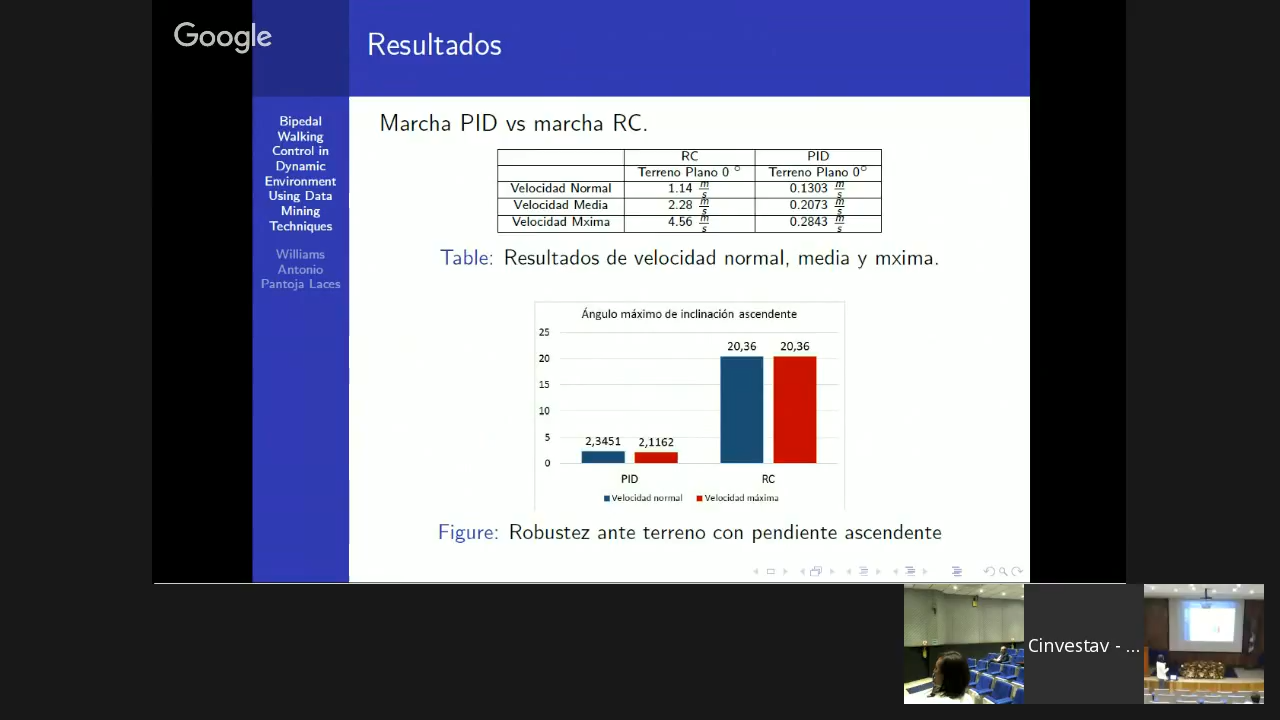 Google
Resultados
Bipedal
Walking
Control in
Dynamic
Environment
Using Data
Mining
Techniques
Williams
Antonio
Pantoja Laces
Marcha PID vs marcha RC.
RC PID
Terreno Plano 0 ° Terreno Plano 0°
Velocidad Normal 1.14 m/s 0.1303 m/s
Velocidad Media 2.28 m/s 0.2073 m/s
Velocidad Mxima 4.56 m/s 0.2843 m/s
Table: Resultados de velocidad normal, media y mxima.
Ángulo máximo de inclinación ascendente
25
20
15
10
5
0
2,3451 2,1162 20,36 20,36
PID RC
Velocidad normal Velocidad máxima
Figure: Robustez ante terreno con pendiente ascendente
Cinvestav - ...